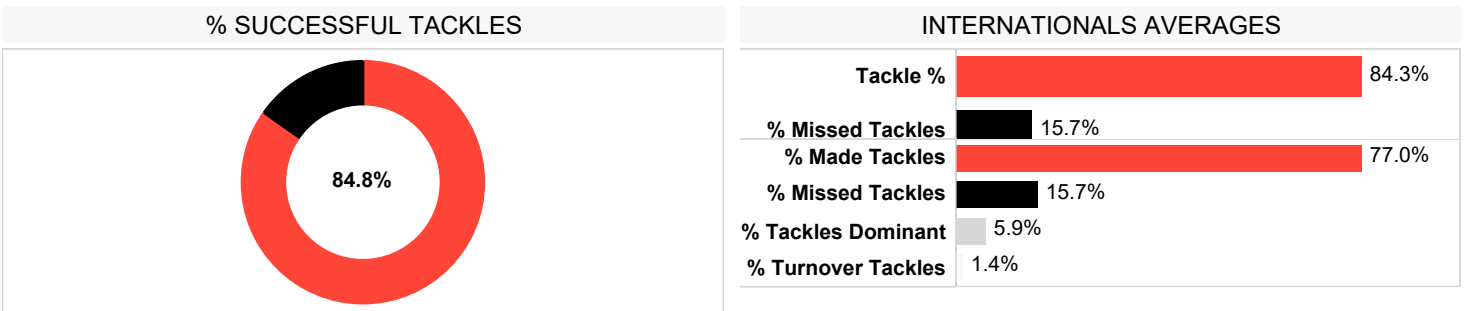 % SUCCESSFUL TACKLES
84.8%
INTERNATIONALS AVERAGES
Tackle % 84.3%
% Missed Tackles 15.7%
% Made Tackles 77.0%
% Missed Tackles 15.7%
% Tackles Dominant 5.9%
% Turnover Tackles 1.4%